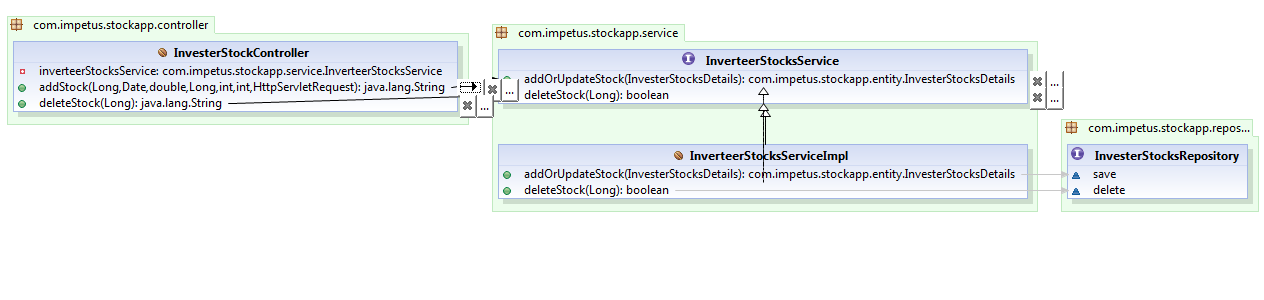 com.impetus.stockapp.controller
InvesterStockController
inverteerStocksService: com.impetus.stockapp.service.InverteerStocksService
addStock(Long,Date,double,Long,int,int,HttpServletRequest): java.lang.String
deleteStock(Long): java.lang.String
...
...
com.impetus.stockapp.service
InverteerStocksService
addOrUpdateStock(InvesterStocksDetails): com.impetus.stockapp.entity.InvesterStocksDetails
deleteStock(Long): boolean
...
...
InverteerStocksServiceImpl
addOrUpdateStock(InvesterStocksDetails): com.impetus.stockapp.entity.InvesterStocksDetails
deleteStock(Long): boolean
com.impetus.stockapp.repos...
InvesterStocksRepository
save
delete